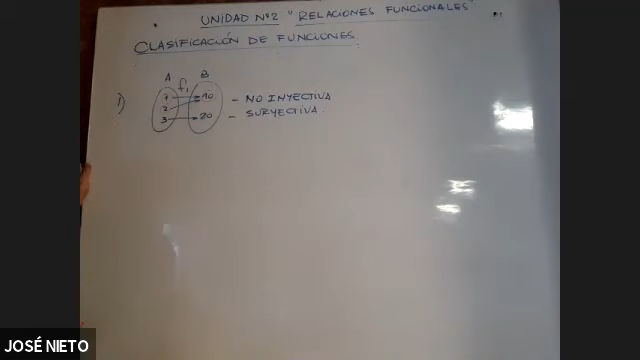 UNIDAD Nº2 "RELACIONES FUNCIONALES"
CLASIFICACIÓN DE FUNCIONES
A f₁ B
1) 1 10 - NO INYECTIVA
2
3 20 - SURYECTIVA
JOSÉ NIETO